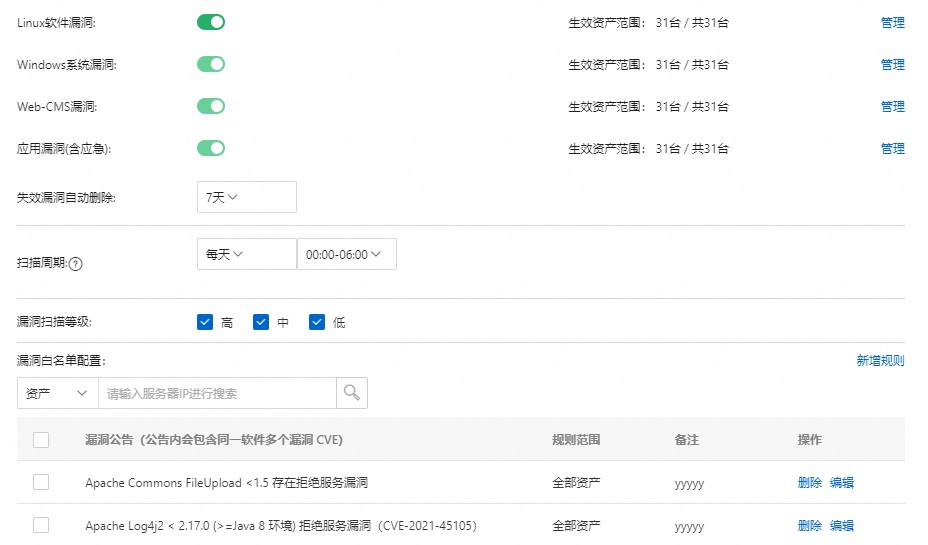 Linux软件漏洞: 生效资产范围: 31台 / 共31台 管理
Windows系统漏洞: 生效资产范围: 31台 / 共31台 管理
Web-CMS漏洞: 生效资产范围: 31台 / 共31台 管理
应用漏洞(含应急): 生效资产范围: 31台 / 共31台 管理
失效漏洞自动删除: 7天
扫描周期: ? 每天 00:00-06:00
漏洞扫描等级: 高 中 低
漏洞白名单配置: 新增规则
资产 请输入服务器IP进行搜索
漏洞公告（公告内会包含同一软件多个漏洞 CVE） 规则范围 备注 操作
Apache Commons FileUpload <1.5 存在拒绝服务漏洞 全部资产 yyyyy 删除 编辑
Apache Log4j2 < 2.17.0 (>=Java 8 环境) 拒绝服务漏洞（CVE-2021-45105） 全部资产 yyyyy 删除 编辑